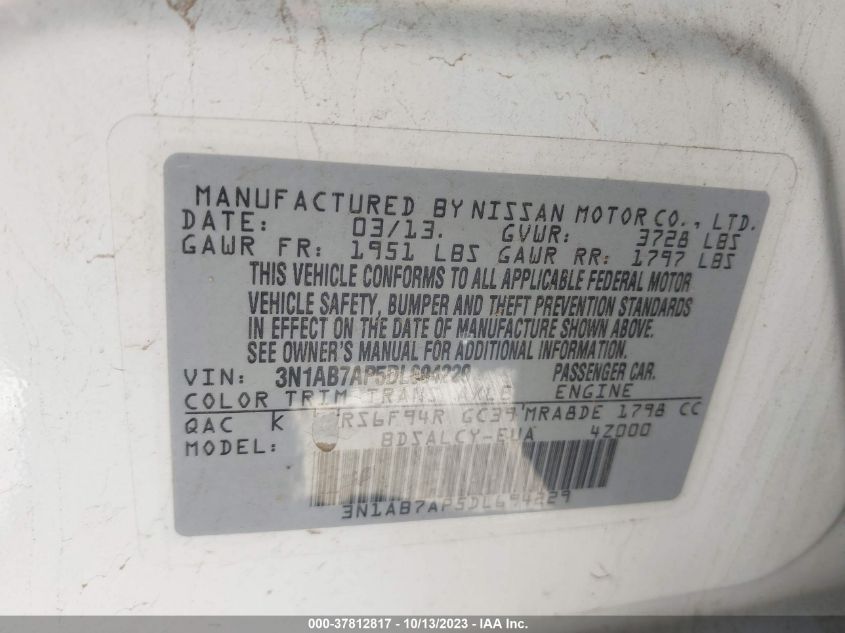 MANUFACTURED BY NISSAN MOTOR CO., LTD.
DATE: 03/13. GVWR: 3728 LBS
GAWR FR: 1951 LBS GAWR RR: 1797 LBS
THIS VEHICLE CONFORMS TO ALL APPLICABLE FEDERAL MOTOR
VEHICLE SAFETY, BUMPER AND THEFT PREVENTION STANDARDS
IN EFFECT ON THE DATE OF MANUFACTURE SHOWN ABOVE.
SEE OWNER'S MANUAL FOR ADDITIONAL INFORMATION.
VIN: 3N1AB7AP5DL694229 PASSENGER CAR.
COLOR TRIM TRANS AXLE ENGINE
QAC K RS6F94R GC39 MRA8DE 1798 CC
MODEL: BDSALCY-EUA 4Z000
3N1AB7AP5DL694229
000-37812817 | 10/13/2023 - IAA Inc.